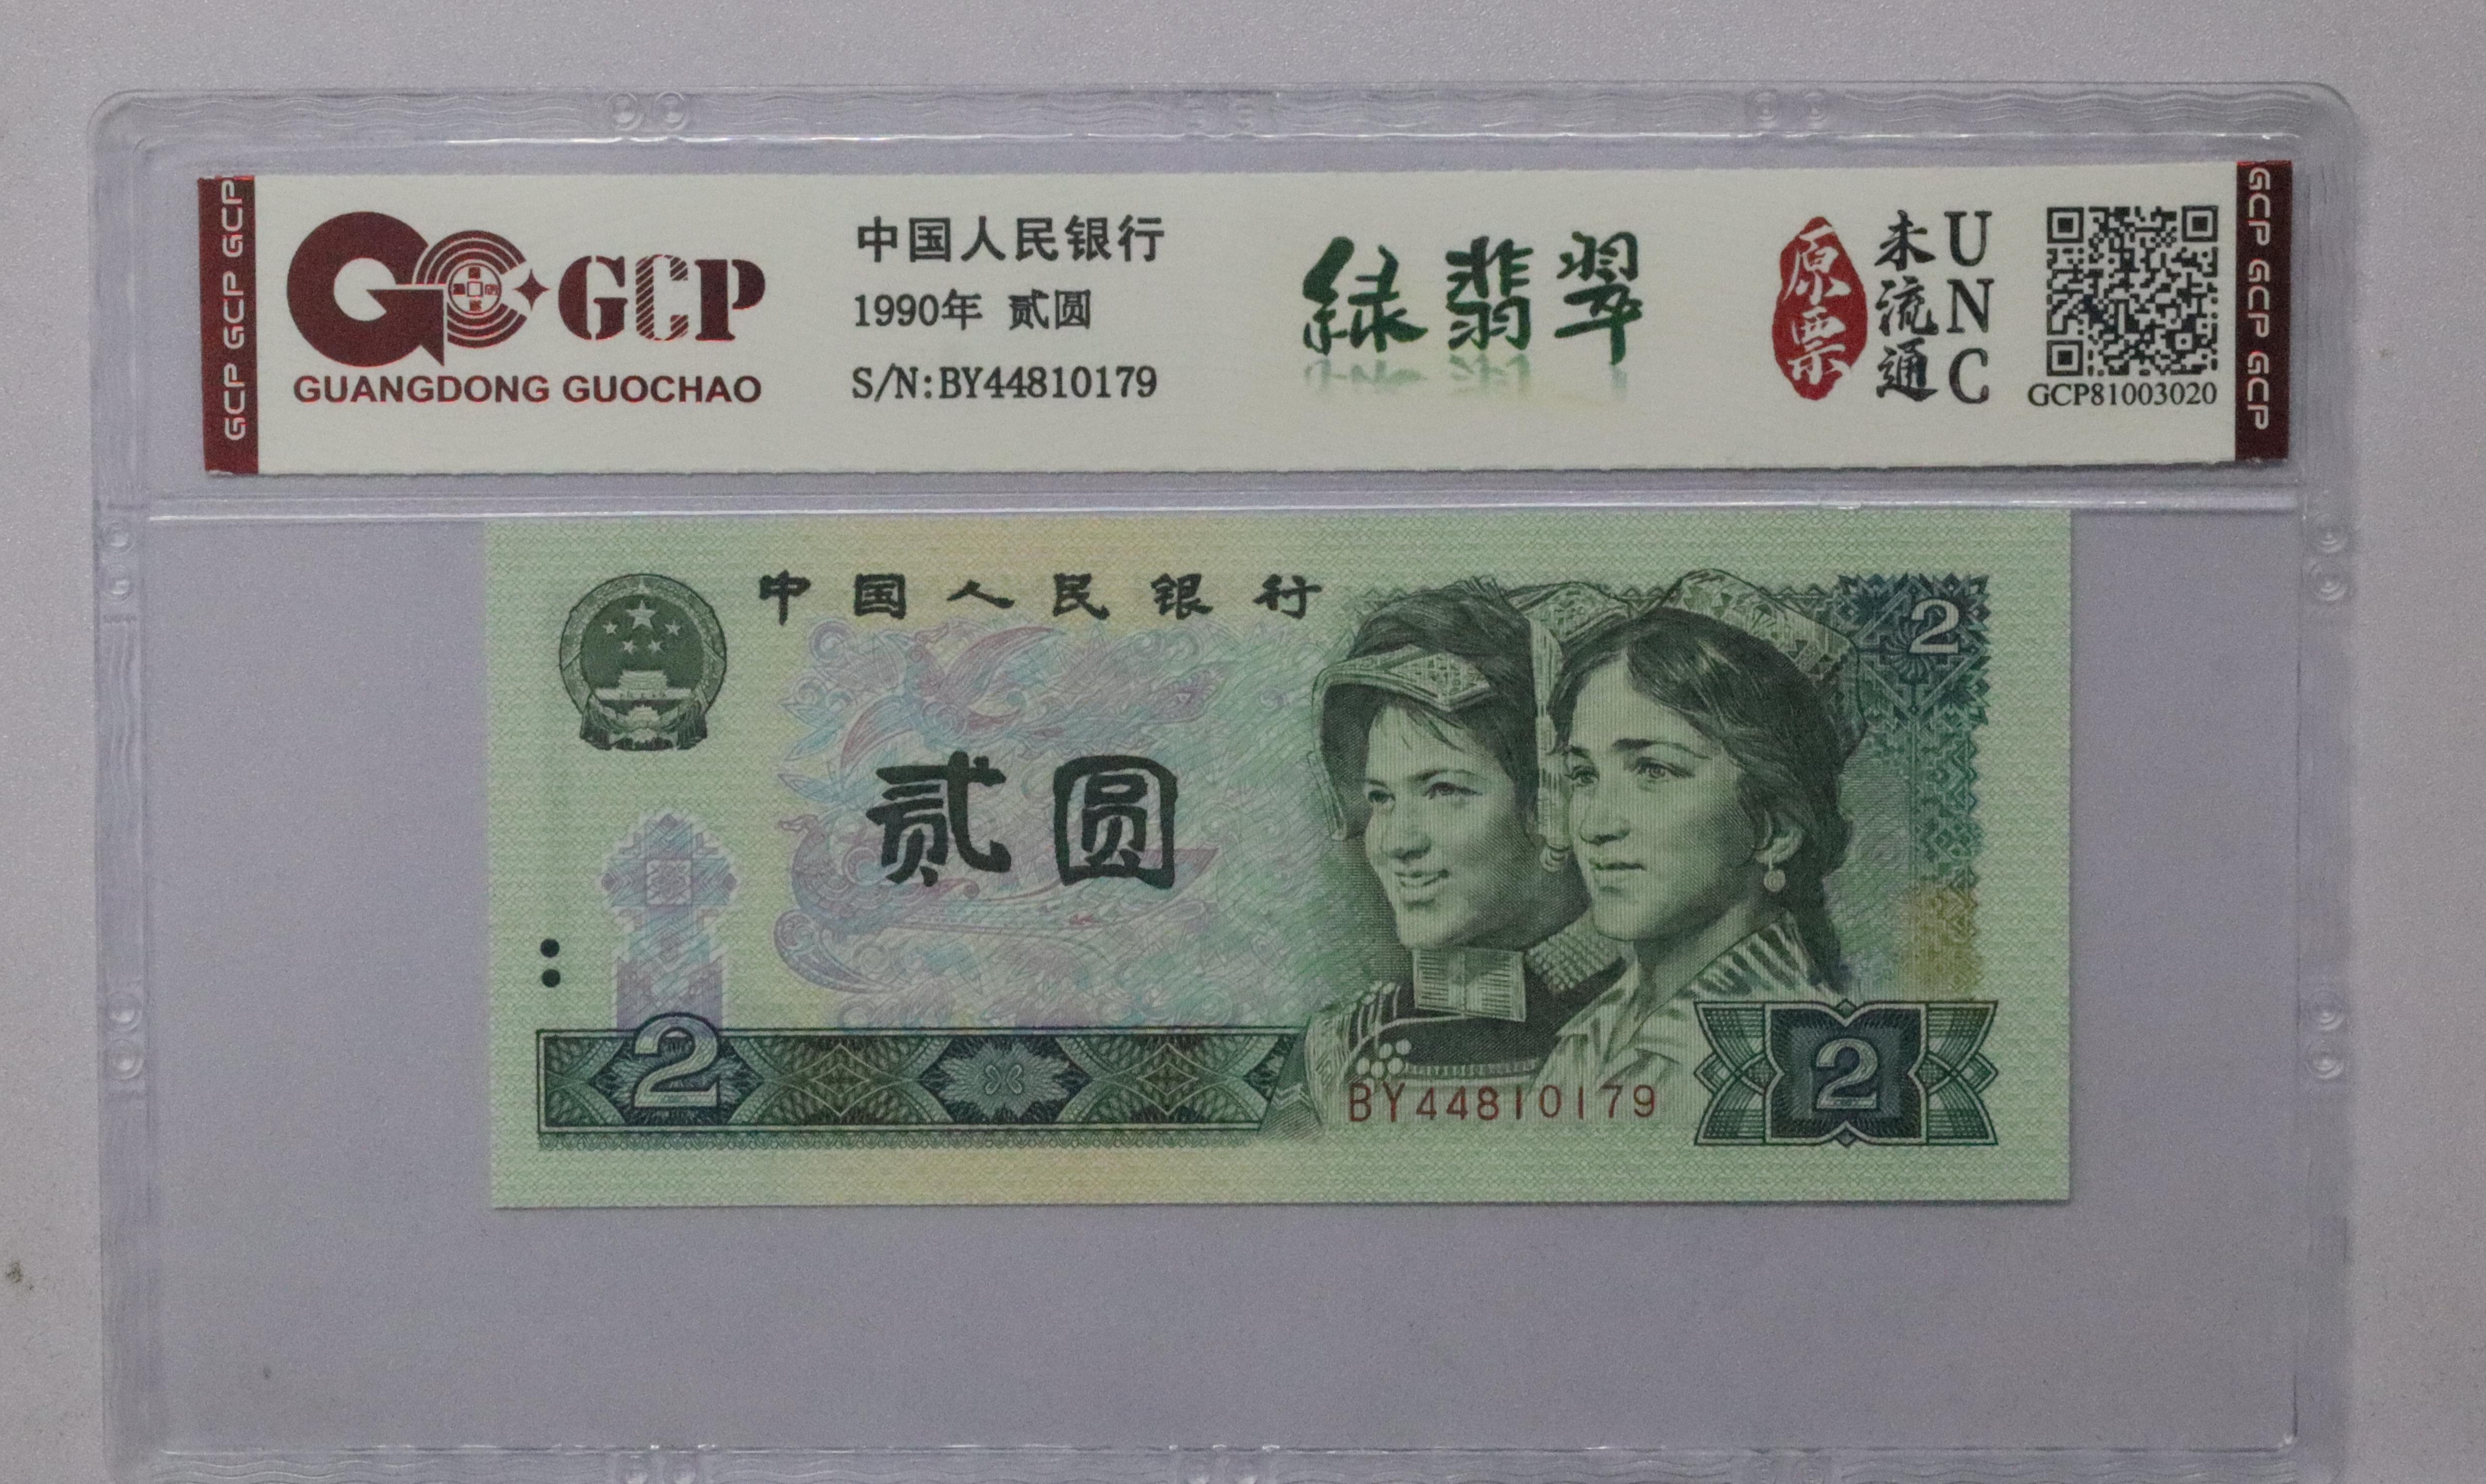 GCP GCP GCP
GCP
GUANGDONG GUOCHAO
中国人民银行
1990年 贰圆
S/N:BY44810179
绿翡翠
原票
未流通
UNC
GCP81003020
GCP GCP GCP
中国人民银行
2
贰圆
2
BY44810179
2